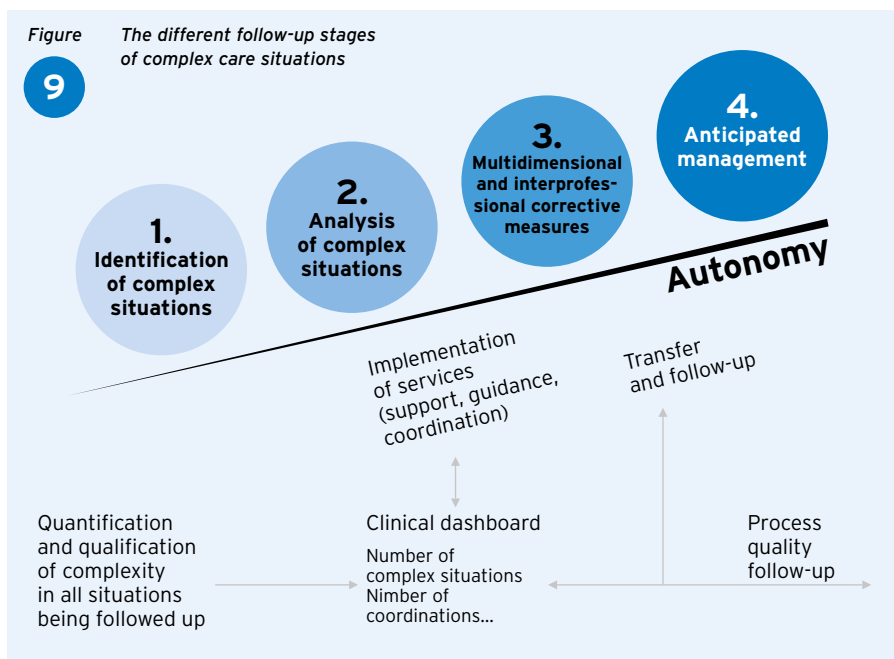 Figure
9
The different follow-up stages
of complex care situations
1.
Identification
of complex
situations
2.
Analysis
of complex
situations
3.
Multidimensional
and interprofes-
sional corrective
measures
4.
Anticipated
management
Autonomy
Implementation
of services
(support, guidance,
coordination)
Transfer
and follow-up
Quantification
and qualification
of complexity
in all situations
being followed up
Clinical dashboard
Number of
complex situations
Nimber of
coordinations...
Process
quality
follow-up